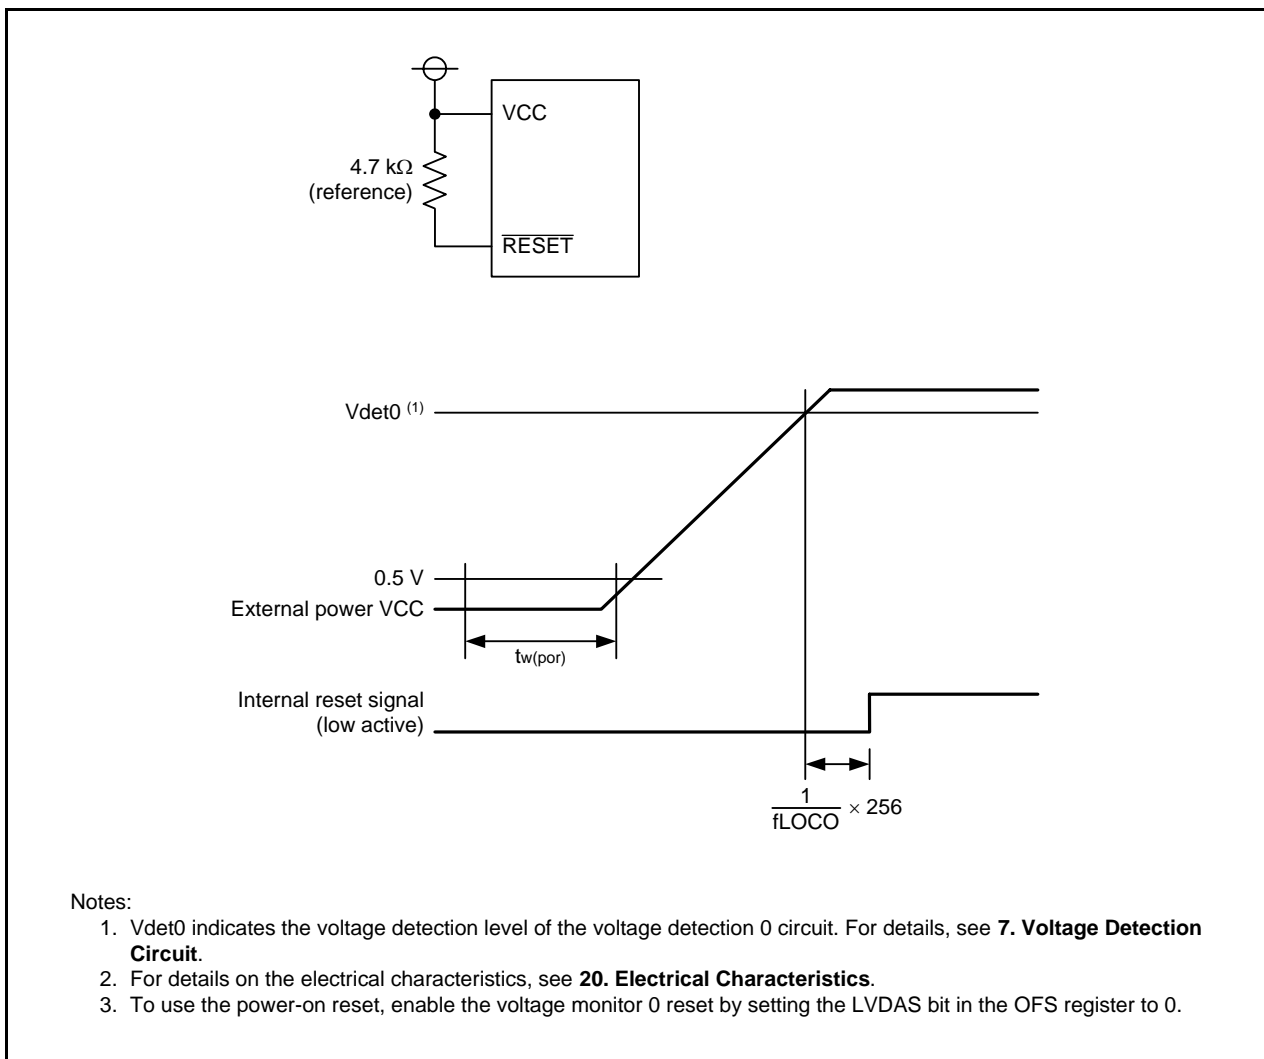 VCC
4.7 kΩ
(reference)
RESET
Vdet0 (1)
0.5 V
External power VCC
tw(por)
Internal reset signal
(low active)
1
fLOCO × 256
Notes:
1. Vdet0 indicates the voltage detection level of the voltage detection 0 circuit. For details, see 7. Voltage Detection
Circuit.
2. For details on the electrical characteristics, see 20. Electrical Characteristics.
3. To use the power-on reset, enable the voltage monitor 0 reset by setting the LVDAS bit in the OFS register to 0.